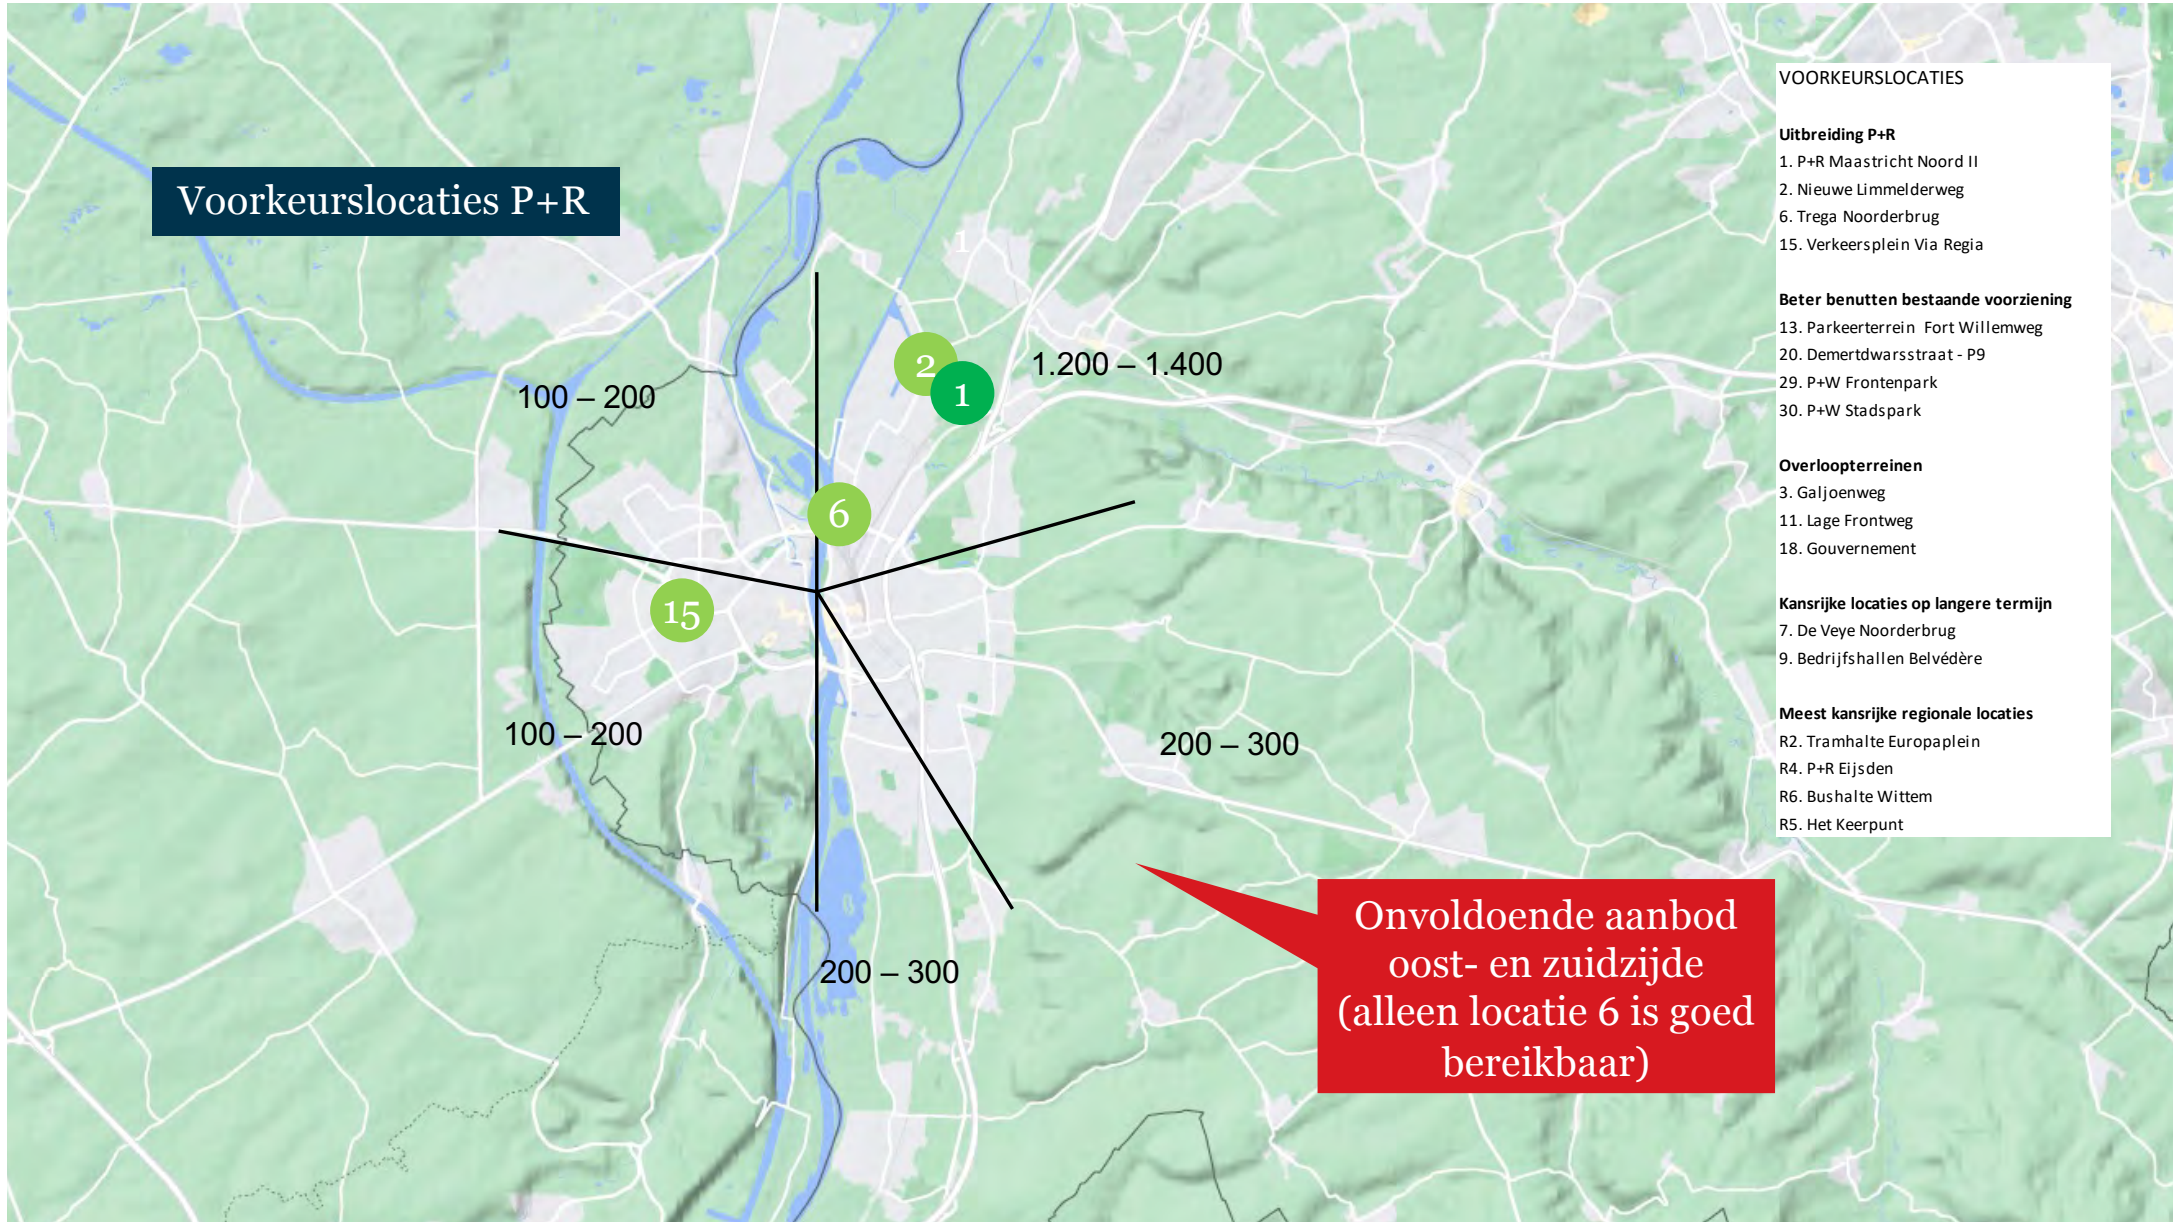 Voorkeurslocaties P+R
VOORKEURSLOCATIES
Uitbreiding P+R
1. P+R Maastricht Noord II
2. Nieuwe Limmelderweg
6. Trega Noorderbrug
15. Verkeersplein Via Regia
Beter benutten bestaande voorziening
13. Parkeerterrein Fort Willemweg
20. Demertdwarsstraat - P9
29. P+W Frontenpark
30. P+W Stadspark
Overloopterreinen
3. Galjoenweg
11. Lage Frontweg
18. Gouvernement
Kansrijke locaties op langere termijn
7. De Veye Noorderbrug
9. Bedrijfshallen Belvédère
Meest kansrijke regionale locaties
R2. Tramhalte Europaplein
R4. P+R Eijsden
R6. Bushalte Wittem
R5. Het Keerpunt
1
2
1
1.200 – 1.400
100 – 200
6
15
100 – 200
200 – 300
200 – 300
Onvoldoende aanbod
oost- en zuidzijde
(alleen locatie 6 is goed
bereikbaar)